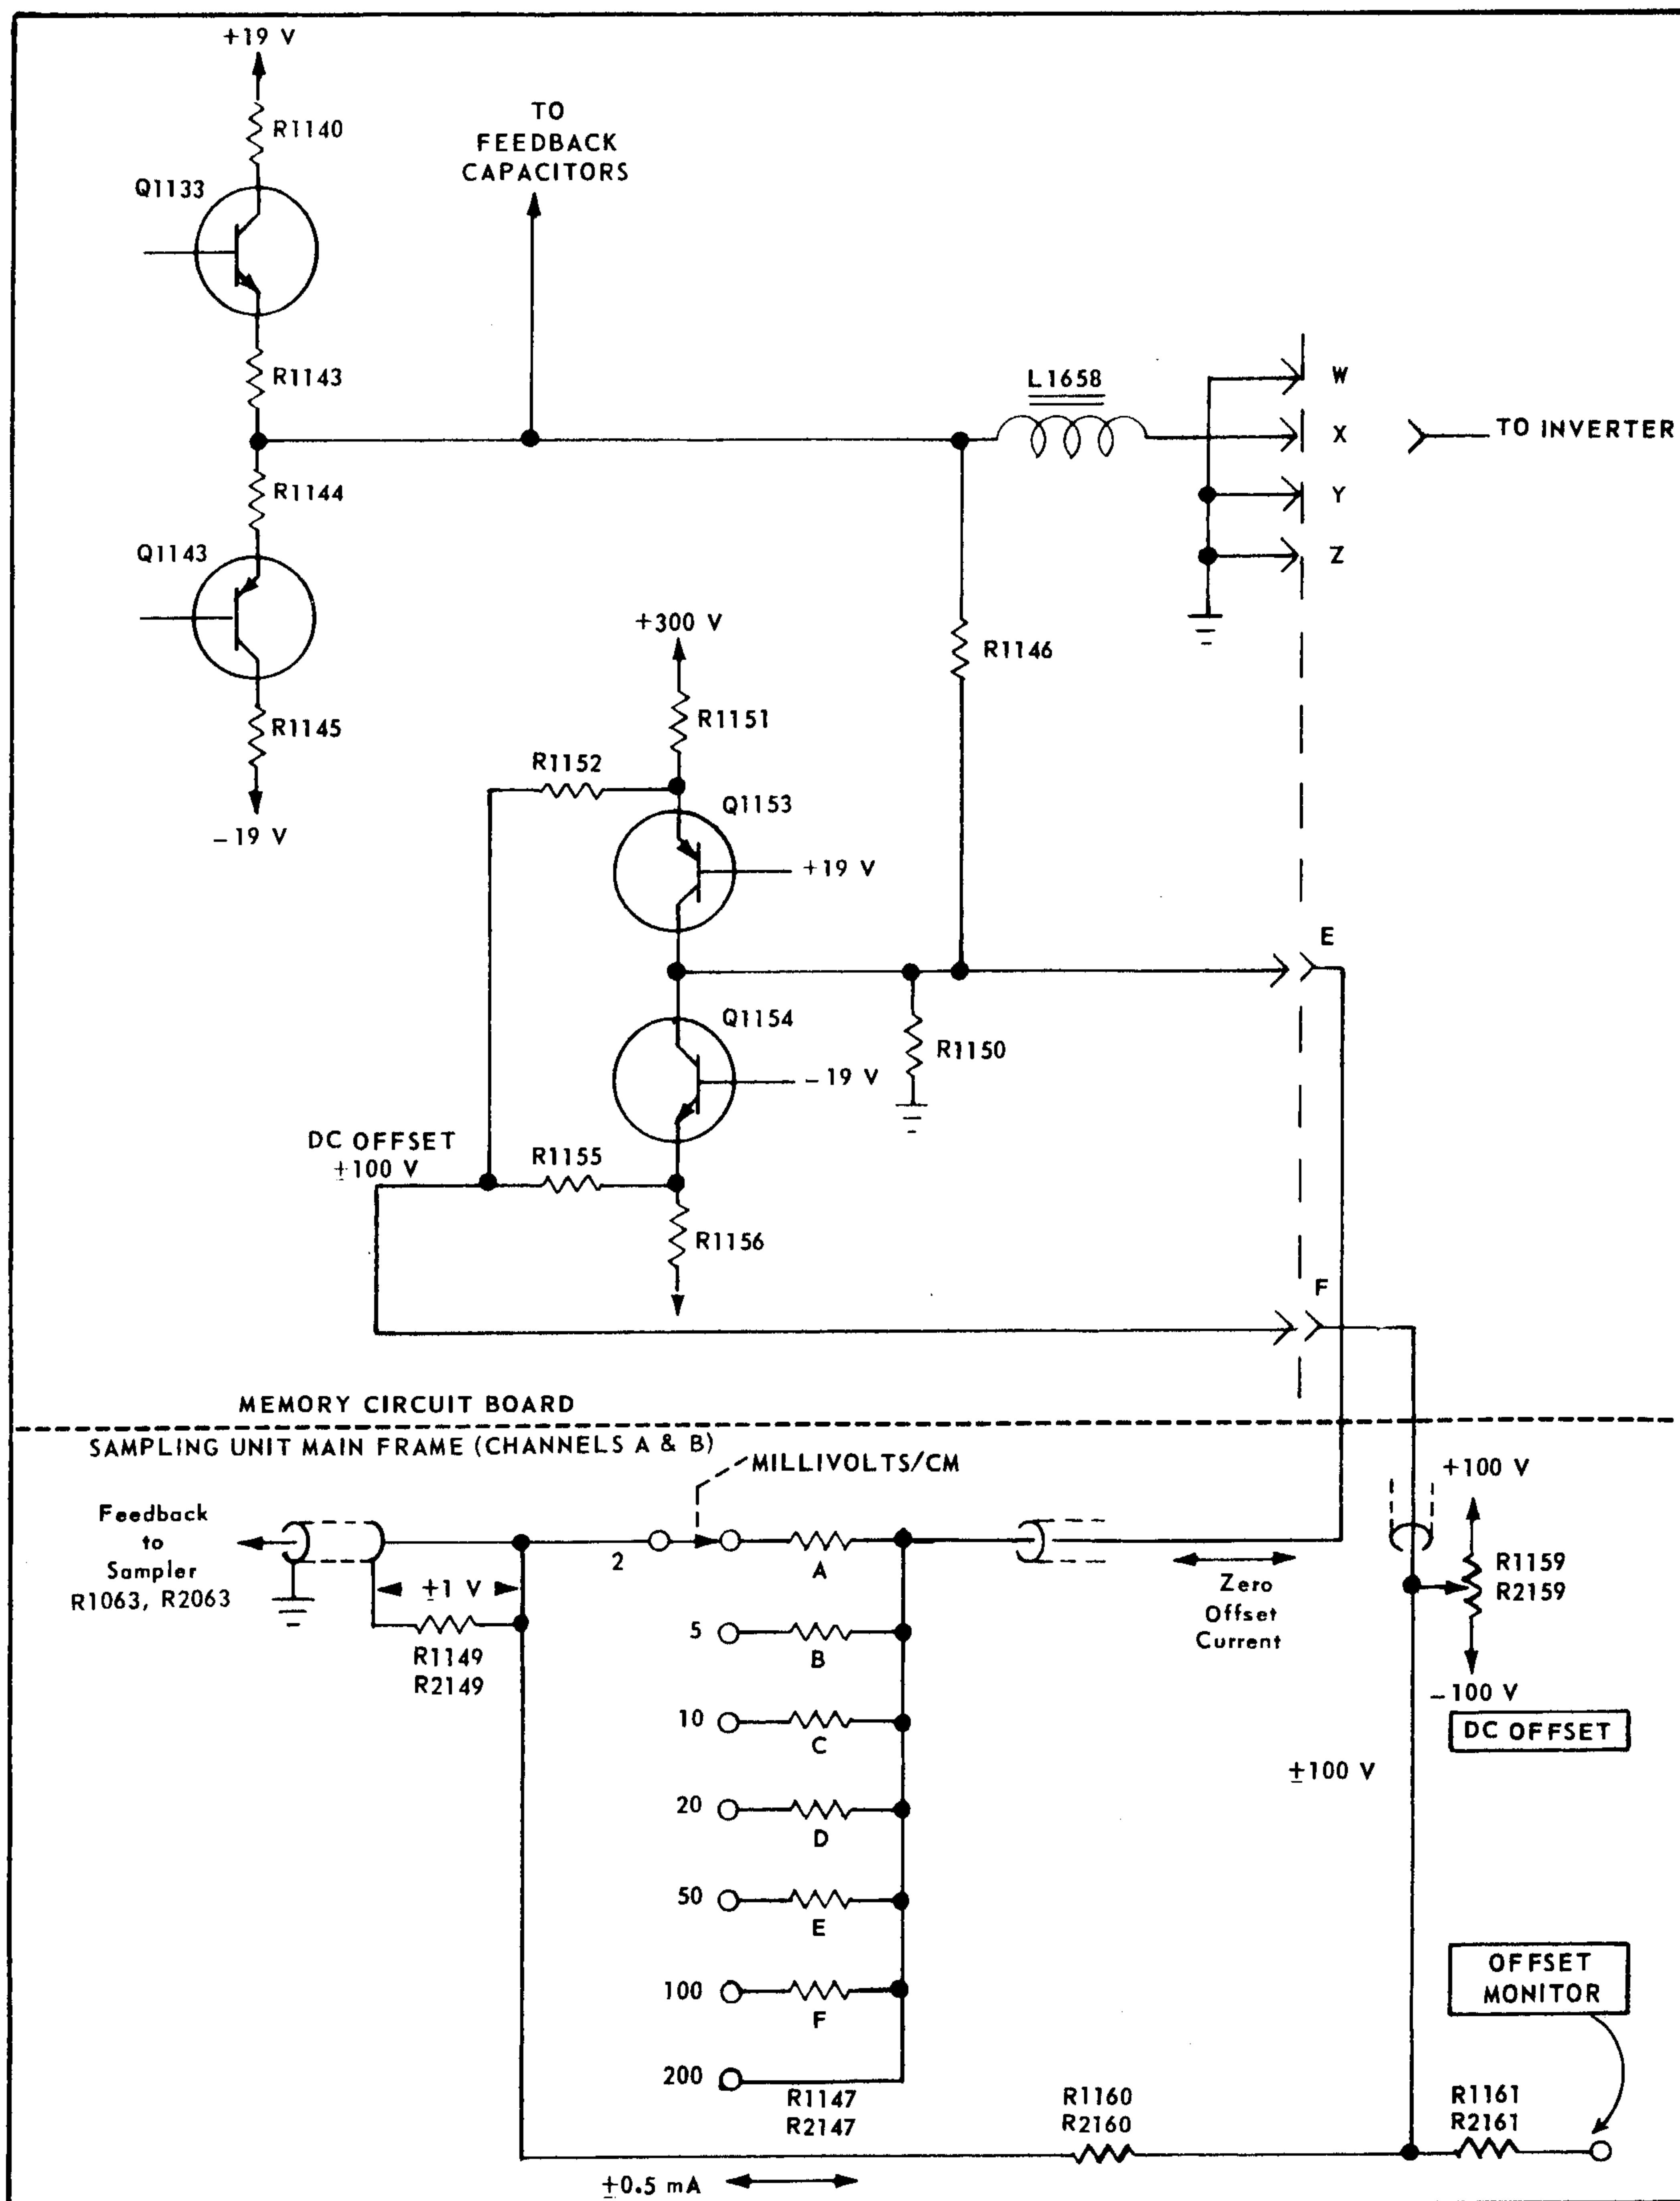 +19 V
R1140
TO
FEEDBACK
CAPACITORS
Q1133
R1143
L1658
W
X
TO INVERTER
R1144
Y
Q1143
Z
+300 V
R1146
R1151
R1145
R1152
Q1153
-19 V
+19 V
E
Q1154
R1150
-19 V
DC OFFSET
±100 V
R1155
R1156
F
MEMORY CIRCUIT BOARD
SAMPLING UNIT MAIN FRAME (CHANNELS A & B)
MILLIVOLTS/CM
+100 V
Feedback
to
Sampler
R1063, R2063
2
A
±1 V
R1149
R2149
Zero
Offset
Current
R1159
R2159
5
B
-100 V
10
C
DC OFFSET
±100 V
20
D
50
E
OFFSET
MONITOR
100
F
200
R1147
R2147
R1160
R2160
R1161
R2161
±0.5 mA